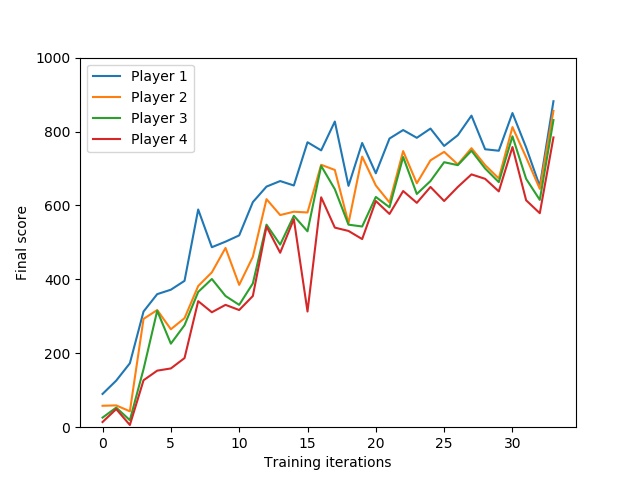 1000
800
600
400
200
0
Final score
Player 1
Player 2
Player 3
Player 4
0 5 10 15 20 25 30
Training iterations